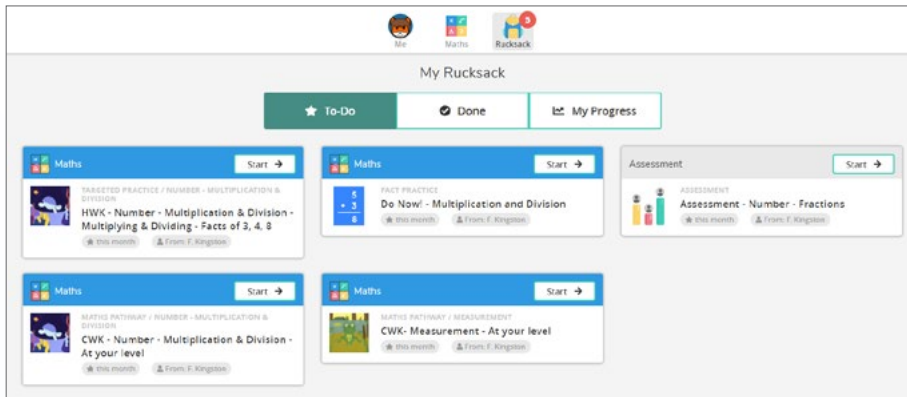 5
Me
Maths
Rucksack
My Rucksack
To-Do
Done
My Progress
Maths
Start →
TARGETED PRACTICE / NUMBER - MULTIPLICATION &
DIVISION
HWK - Number - Multiplication & Division -
Multiplying & Dividing - Facts of 3, 4, 8
this month
From: F. Kingston
Maths
Start →
5
+ 3
8
FACT PRACTICE
Do Now! - Multiplication and Division
this month
From: F. Kingston
Assessment
Start →
ASSESSMENT
Assessment - Number - Fractions
this month
From: F. Kingston
Maths
Start →
MATHS PATHWAY / NUMBER - MULTIPLICATION &
DIVISION
CWK - Number - Multiplication & Division -
At your level
this month
From: F. Kingston
Maths
Start →
MATHS PATHWAY / MEASUREMENT
CWK- Measurement - At your level
this month
From: F. Kingston